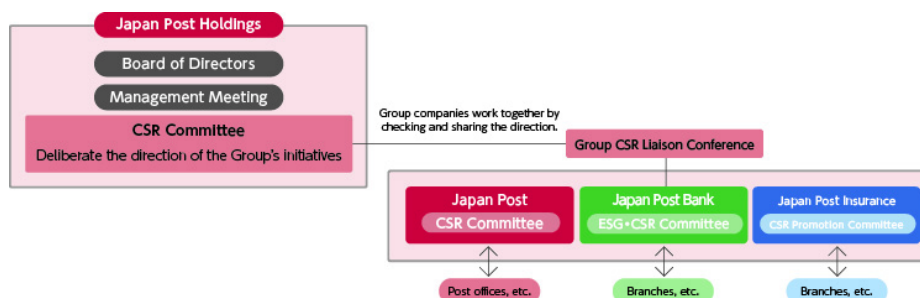 Japan Post Holdings
Board of Directors
Management Meeting
CSR Committee
Deliberate the direction of the Group's initiatives
Group companies work together by
checking and sharing the direction.
Group CSR Liaison Conference
Japan Post
CSR Committee
Japan Post Bank
ESG•CSR Committee
Japan Post Insurance
CSR Promotion Committee
Post offices, etc.
Branches, etc.
Branches, etc.